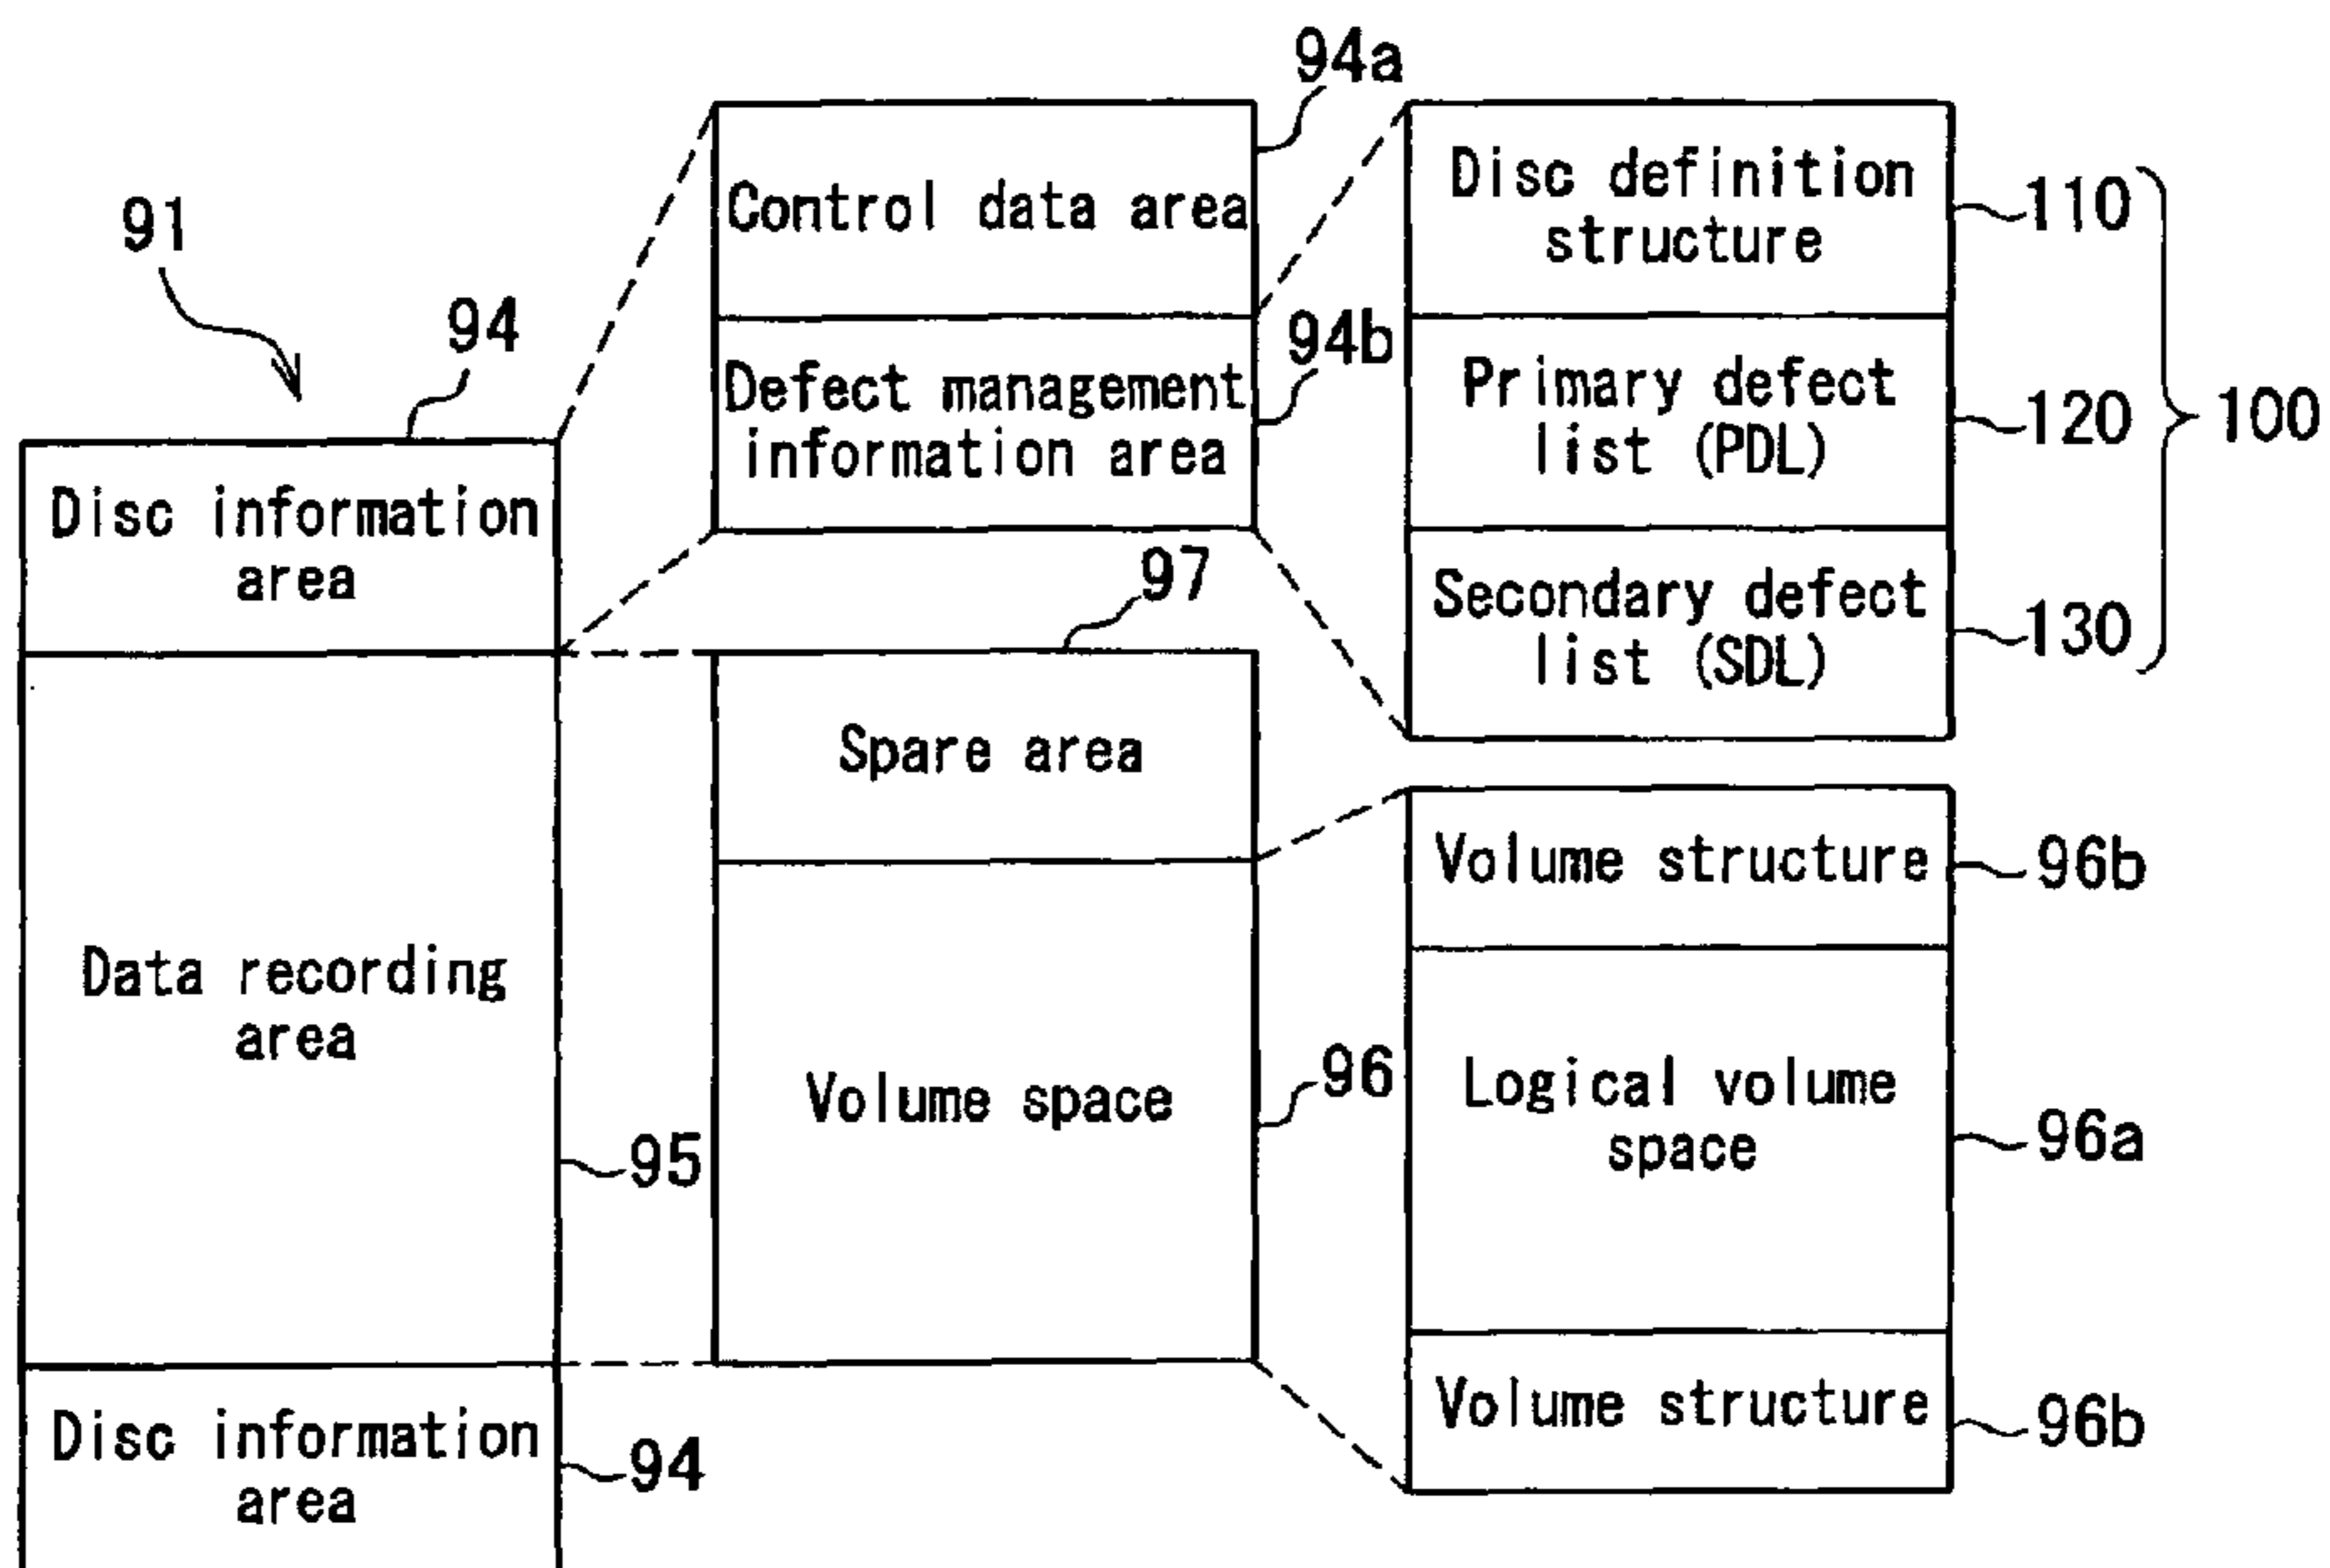 91
94
Disc information
area
Data recording
area
95
Disc information
area
94
94a
Control data area
94b
Defect management
information area
97
Spare area
Volume space
96
Disc definition
structure
110
Primary defect
list (PDL)
120
Secondary defect
list (SDL)
130
100
Volume structure
96b
Logical volume
space
96a
Volume structure
96b